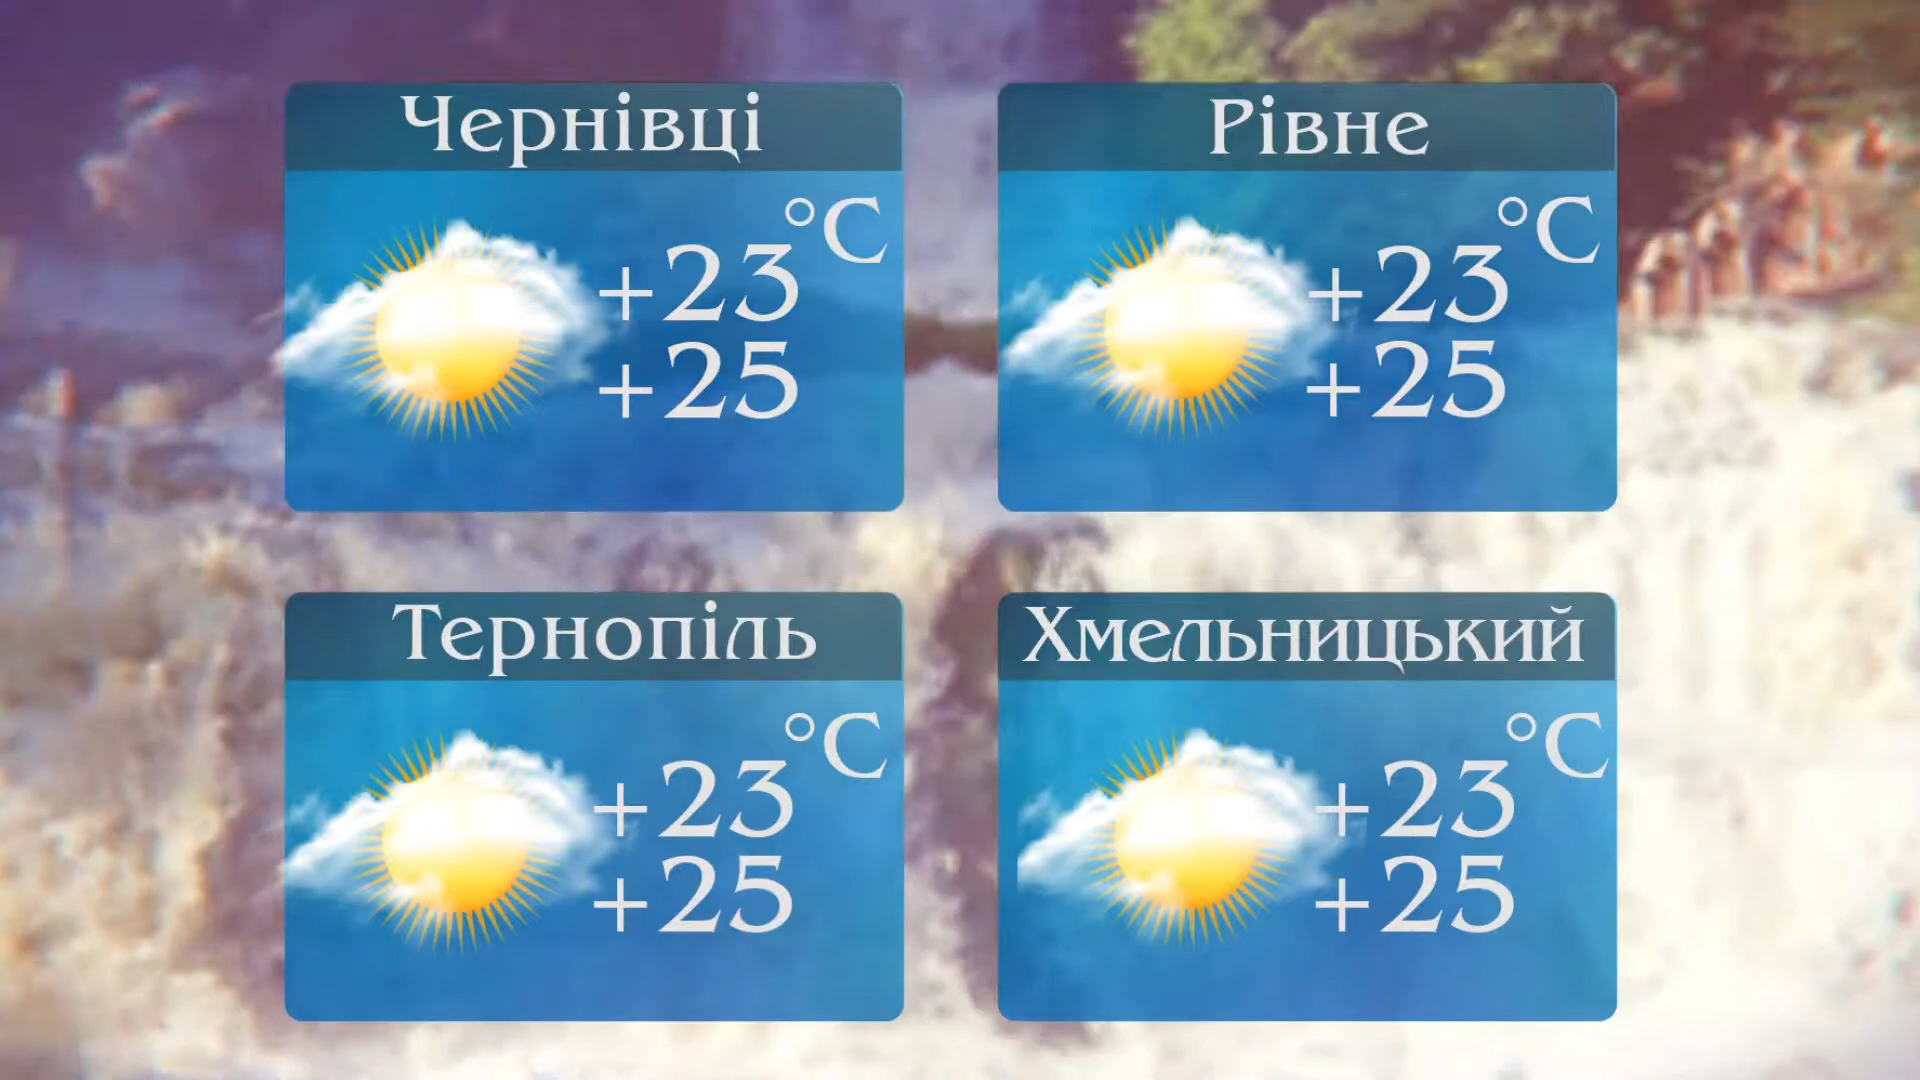 Чернівці
°C
+23
+25
Рівне
°C
+23
+25
Тернопіль
°C
+23
+25
Хмельницький
°C
+23
+25